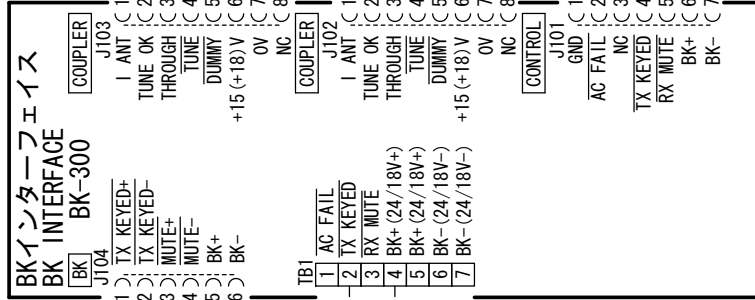 BKインターフェイス
BK INTERFACE
BK-300
BK
J104
1 TX KEYED+
2 TX KEYED-
3 MUTE+
4 MUTE-
5 BK+
6 BK-
TB1
1 AC FAIL
2 TX KEYED
3 RX MUTE
4 BK+(24/18V+)
5 BK+(24/18V+)
6 BK-(24/18V-)
7 BK-(24/18V-)
COUPLER
J103
I ANT 1
TUNE OK 2
THROUGH 3
TUNE 4
DUMMY 5
+15(+18)V 6
0V 7
NC 8
COUPLER
J102
I ANT 1
TUNE OK 2
THROUGH 3
TUNE 4
DUMMY 5
+15(+18)V 6
0V 7
NC 8
CONTROL
J101
GND 1
AC FAIL 2
NC 3
TX KEYED 4
RX MUTE 5
BK+ 6
BK- 7